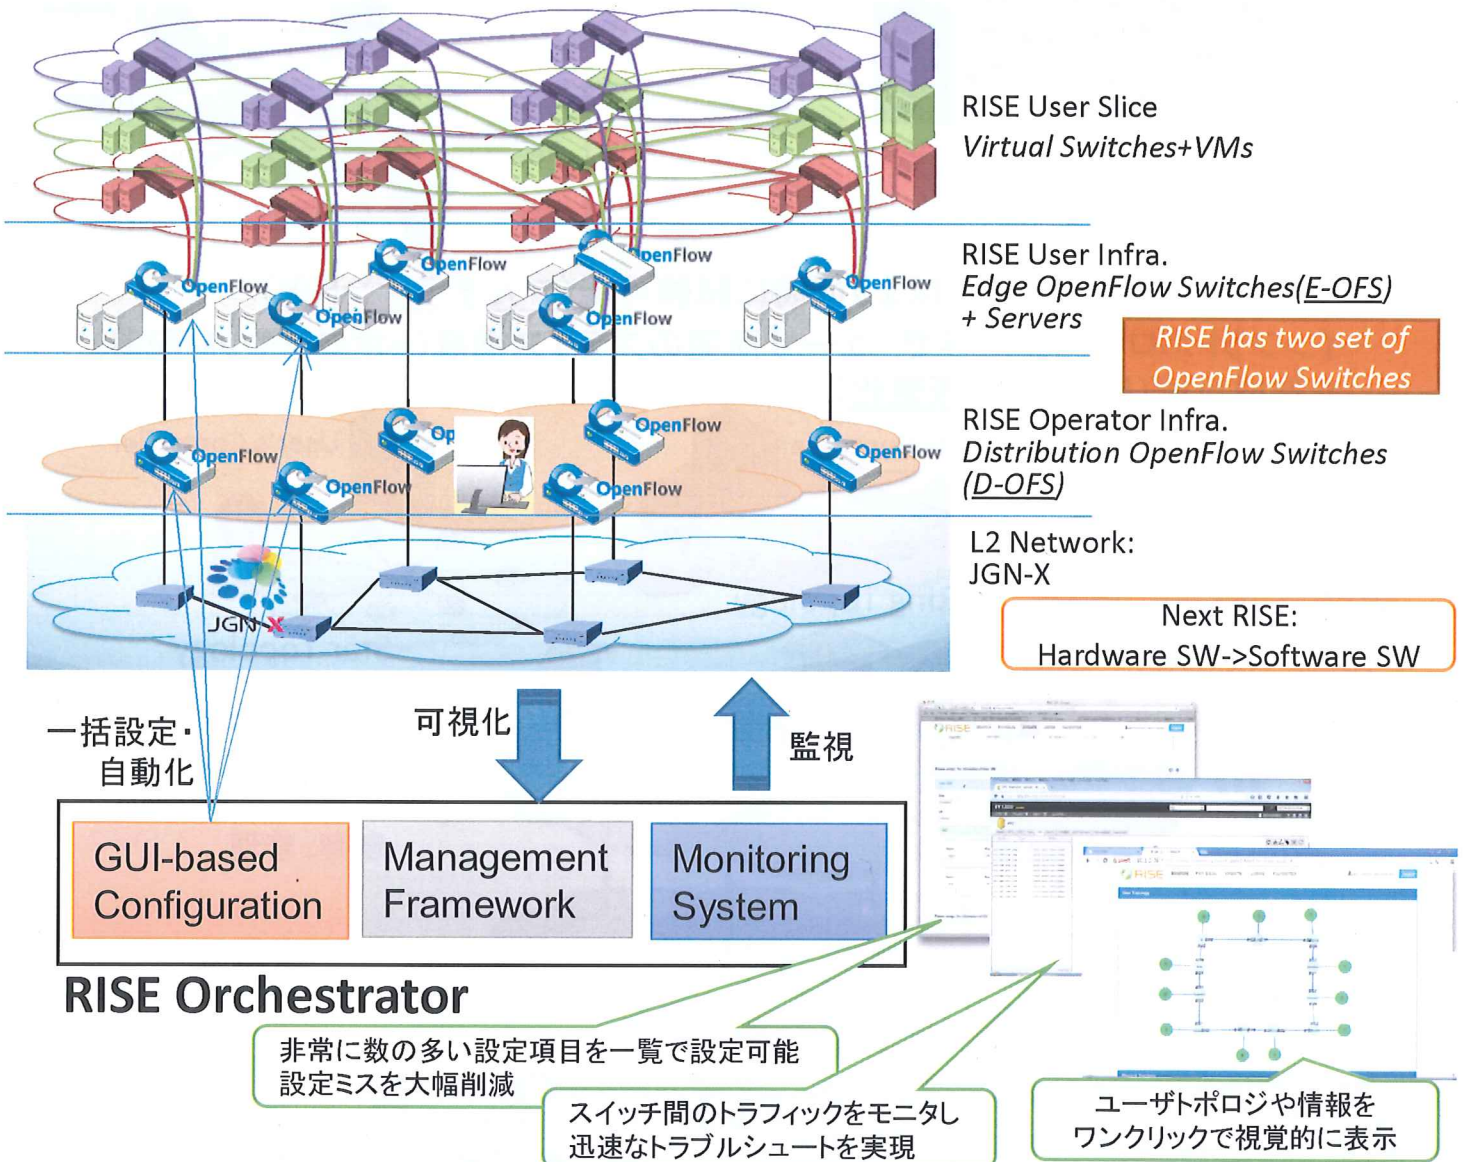 RISE User Slice
Virtual Switches+VMs
OpenFlow
OpenFlow
OpenFlow
OpenFlow
OpenFlow
OpenFlow
RISE User Infra.
Edge OpenFlow Switches(E-OFS)
+ Servers
RISE has two set of
OpenFlow Switches
OpenFlow
OpenFlow
Op
OpenFlow
OpenFlow
OpenFlow
RISE Operator Infra.
Distribution OpenFlow Switches
(D-OFS)
L2 Network:
JGN-X
JGN X
Next RISE:
Hardware SW->Software SW
一括設定・
自動化
可視化
監視
GUI-based
Configuration
Management
Framework
Monitoring
System
RISE Orchestrator
RISE
RISE
非常に数の多い設定項目を一覧で設定可能
設定ミスを大幅削減
スイッチ間のトラフィックをモニタし
迅速なトラブルシュートを実現
ユーザトポロジや情報を
ワンクリックで視覚的に表示